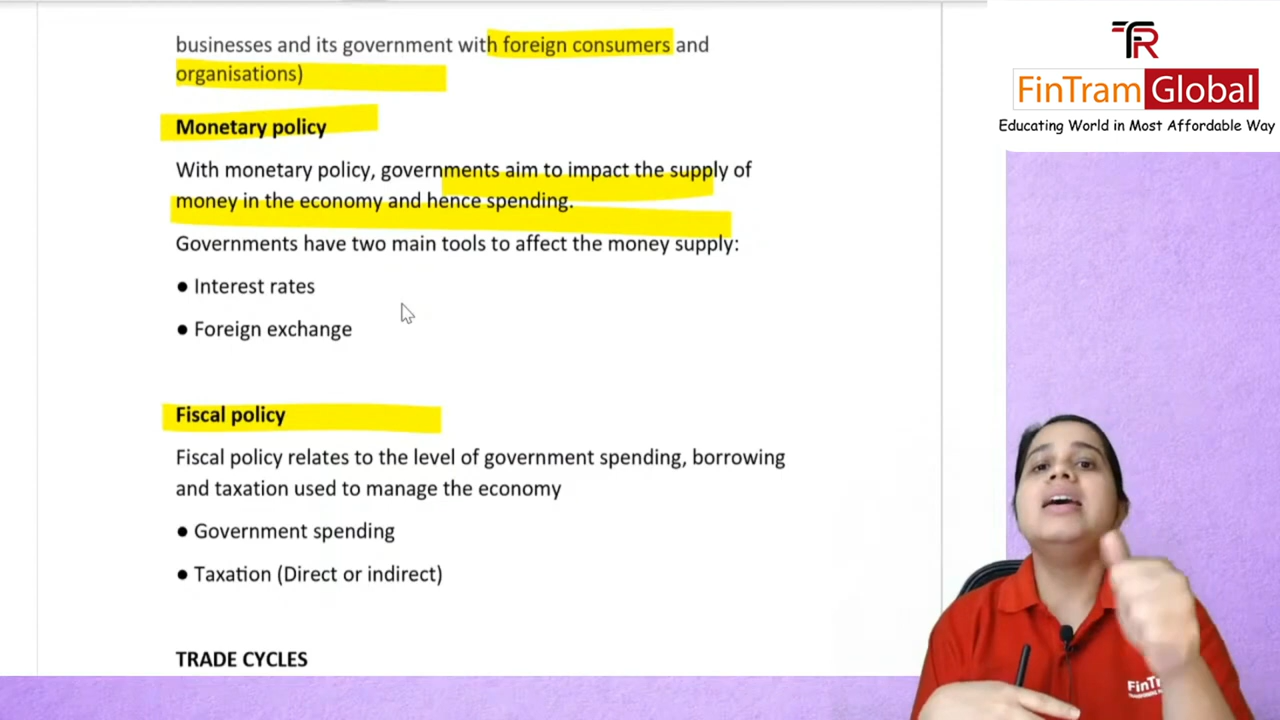 businesses and its government with foreign consumers and
organisations)
Monetary policy
With monetary policy, governments aim to impact the supply of
money in the economy and hence spending.
Governments have two main tools to affect the money supply:
● Interest rates
● Foreign exchange
Fiscal policy
Fiscal policy relates to the level of government spending, borrowing
and taxation used to manage the economy
● Government spending
● Taxation (Direct or indirect)
TRADE CYCLES
FinTram Global
Educating World in Most Affordable Way